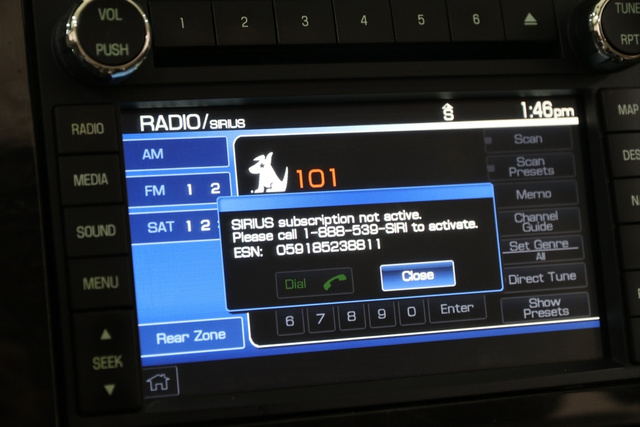 VOL
PUSH
1 2 3 4 5 6
TUNE
RPT
RADIO
MEDIA
SOUND
MENU
SEEK
MAP
RADIO/SIRIUS
S
1:46pm
AM
FM 1 2
SAT 1 2
Rear Zone
101
SIRIUS subscription not active.
Please call 1-888-539-SIRI to activate.
ESN: 059185238811
Dial
Close
6 7 8 9 0 Enter
Scan
Scan
Presets
Memo
Channel
Guide
Set Genre
All
Direct Tune
Show
Presets